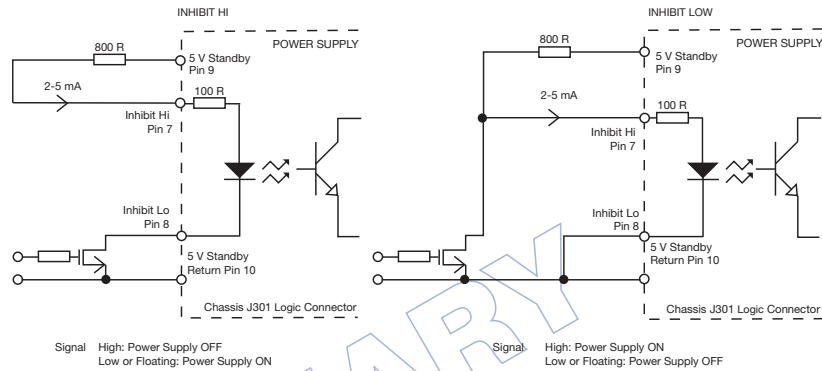 INHIBIT HI
800 R
POWER SUPPLY
5 V Standby
Pin 9
2-5 mA
100 R
Inhibit Hi
Pin 7
Inhibit Lo
Pin 8
5 V Standby
Return Pin 10
Chassis J301 Logic Connector
Signal High: Power Supply OFF
Low or Floating: Power Supply ON
INHIBIT LOW
800 R
POWER SUPPLY
5 V Standby
Pin 9
2-5 mA
100 R
Inhibit Hi
Pin 7
Inhibit Lo
Pin 8
5 V Standby
Return Pin 10
Chassis J301 Logic Connector
Signal High: Power Supply ON
Low or Floating: Power Supply OFF